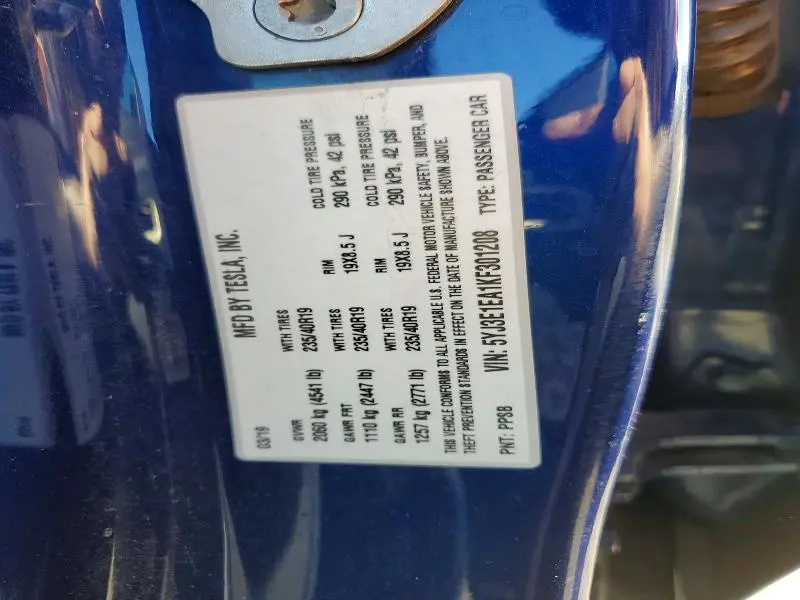 MFD BY TESLA, INC.
03/19
GVWR WITH TIRES RIM COLD TIRE PRESSURE
2060 kg (4541 lb) 235/40R19 19X8.5 J 290 kPa, 42 psi
GAWR FRT WITH TIRES RIM COLD TIRE PRESSURE
1110 kg (2447 lb) 235/40R19 19X8.5 J 290 kPa, 42 psi
GAWR RR WITH TIRES
1257 kg (2771 lb) 235/40R19
THIS VEHICLE CONFORMS TO ALL APPLICABLE U.S. FEDERAL MOTOR VEHICLE SAFETY, BUMPER, AND
THEFT PREVENTION STANDARDS IN EFFECT ON THE DATE OF MANUFACTURE SHOWN ABOVE.
PNT: PPSB VIN: 5YJ3E1EA1KF301208 TYPE: PASSENGER CAR